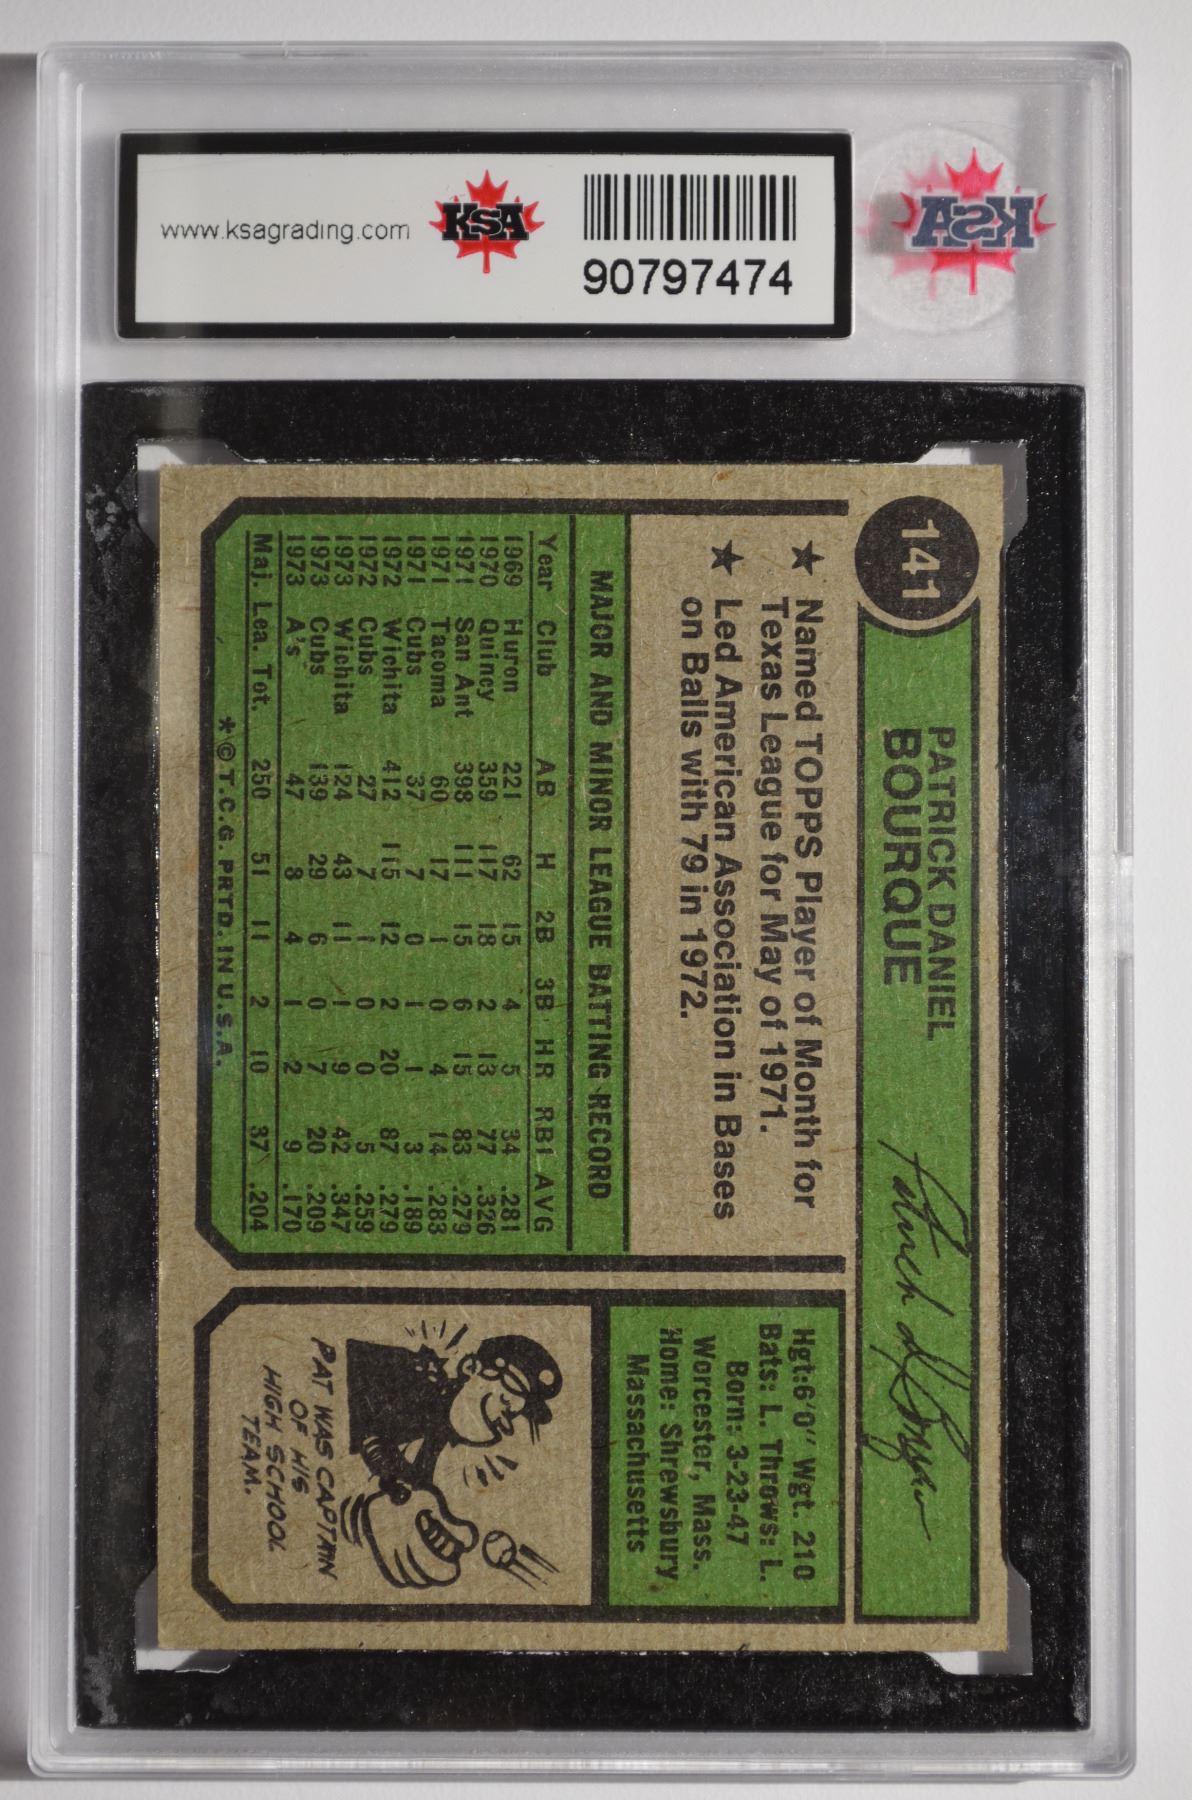 www.ksagrading.com
KSA
90797474
KSA
141
PATRICK DANIEL
BOURQUE
★ Named TOPPS Player of Month for
Texas League for May of 1971.
★ Led American Association in Bases
on Balls with 79 in 1972.
MAJOR AND MINOR LEAGUE BATTING RECORD
Year Club AB H 2B 3B HR RBI AVG
1969 Huron 221 62 15 4 5 34 .281
1970 Quincy 359 117 18 2 13 77 .326
1971 San Ant 398 111 15 6 15 83 .279
1971 Tacoma 60 17 1 0 4 14 .283
1971 Cubs 37 7 0 1 1 3 .189
1972 Wichita 412 115 12 2 20 87 .279
1972 Cubs 27 7 1 0 0 5 .259
1973 Wichita 124 43 11 1 9 42 .347
1973 Cubs 139 29 6 0 7 20 .209
1973 A's 47 8 4 1 2 9 .170
Maj. Lea. Tot. 250 51 11 2 10 37 .204
*© T.C.G. PRTD. IN U.S.A.
Hgt: 6'0" Wgt. 210
Bats: L. Throws: L.
Born: 3-23-47
Worcester, Mass.
Home: Shrewsbury
Massachusetts
PAT WAS CAPTAIN
OF HIS
HIGH SCHOOL
TEAM.